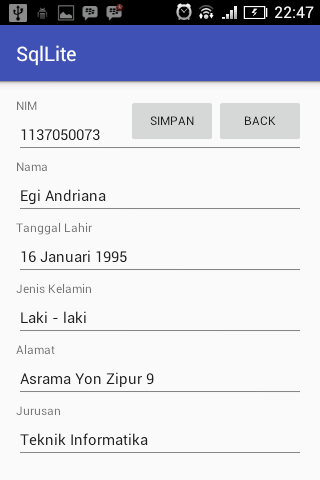 22:47
SqlLite
NIM
1137050073
SIMPAN
BACK
Nama
Egi Andriana
Tanggal Lahir
16 Januari 1995
Jenis Kelamin
Laki - laki
Alamat
Asrama Yon Zipur 9
Jurusan
Teknik Informatika